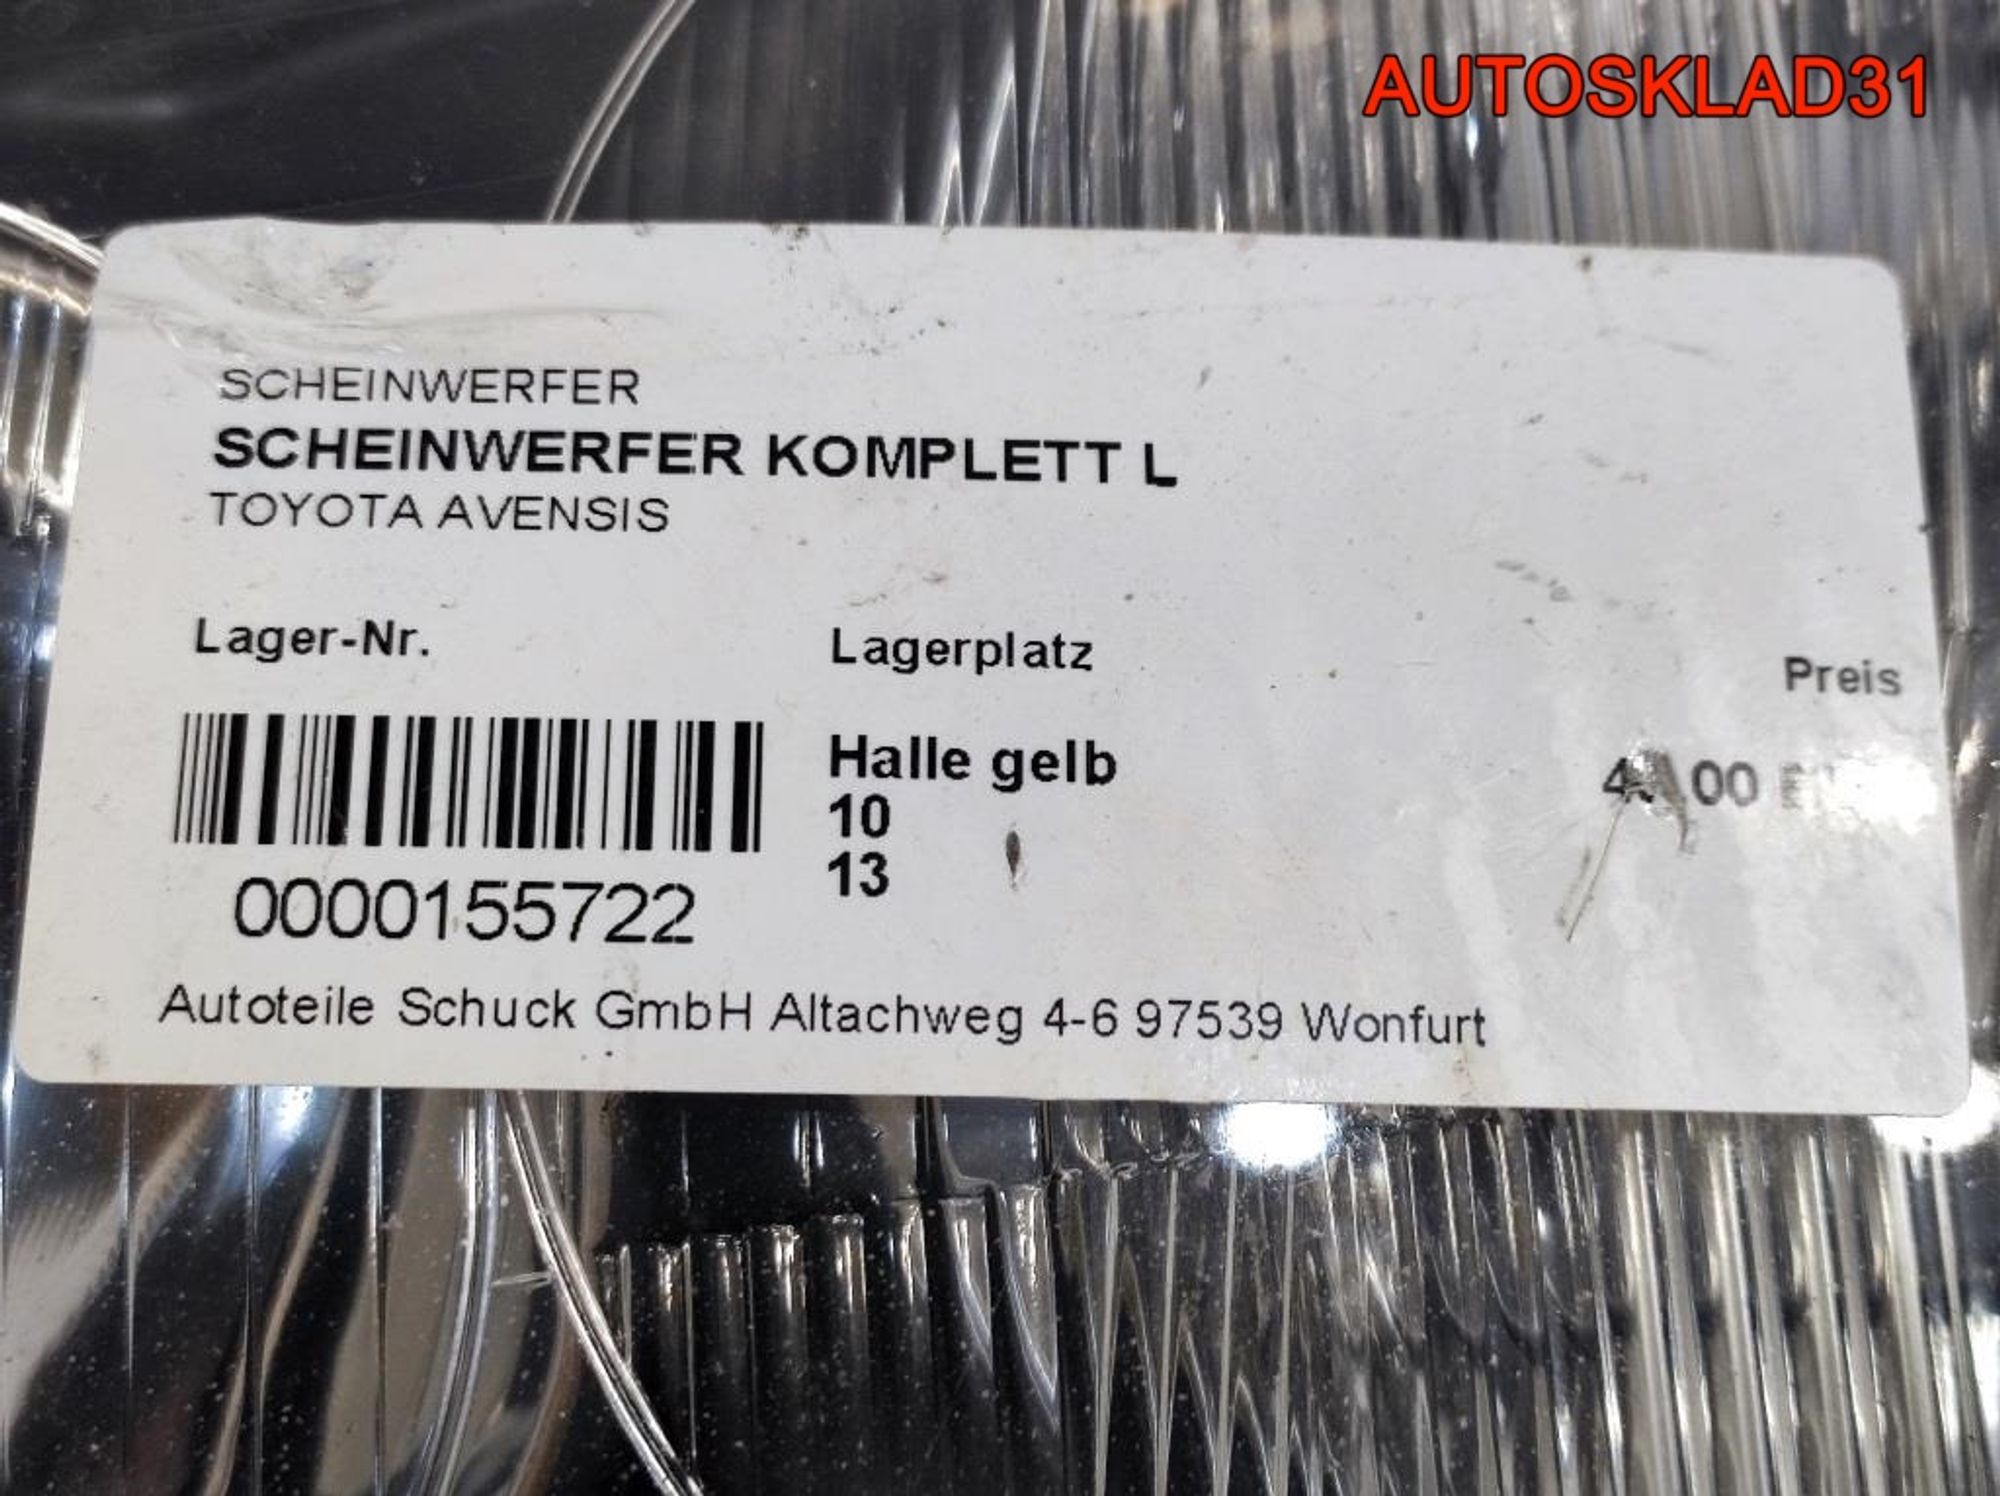 AUTOSKLAD31
SCHEINWERFER
SCHEINWERFER KOMPLETT L
TOYOTA AVENSIS
Lager-Nr. Lagerplatz Preis
Halle gelb
10
13
0000155722
Autoteile Schuck GmbH Altachweg 4-6 97539 Wonfurt